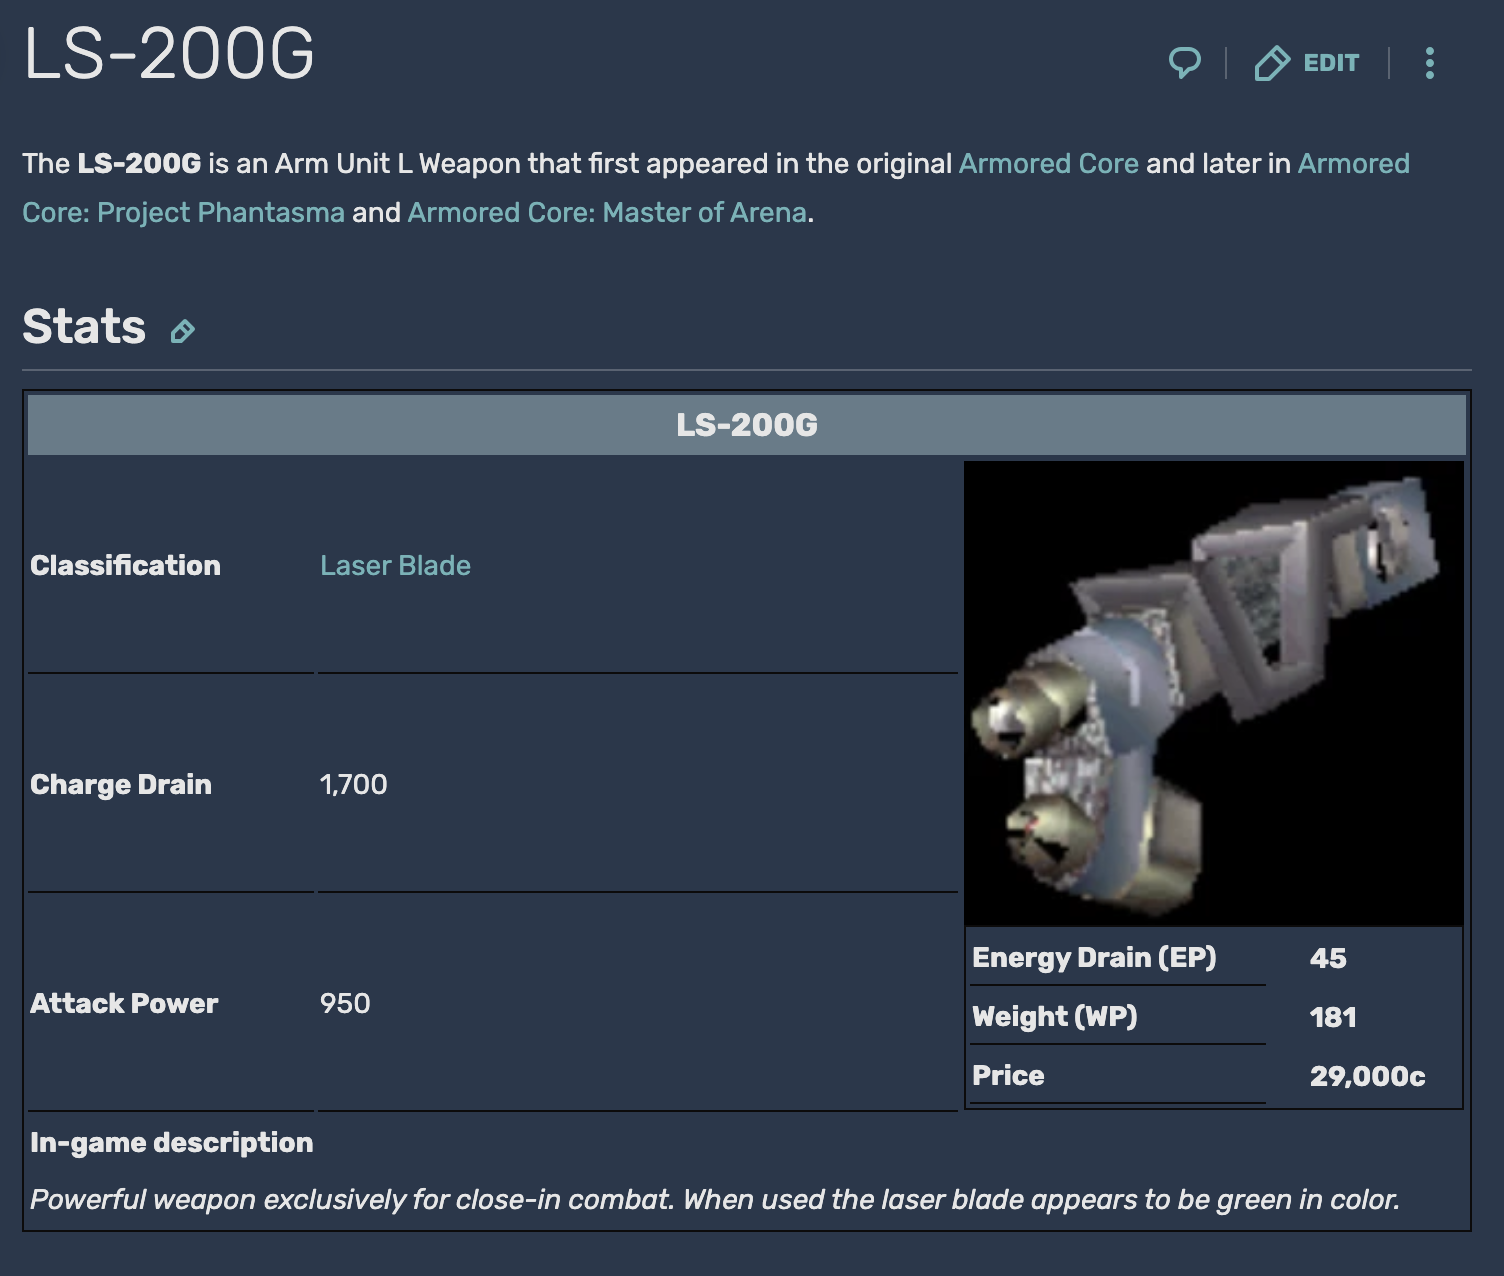 LS-200G
EDIT
The LS-200G is an Arm Unit L Weapon that first appeared in the original Armored Core and later in Armored
Core: Project Phantasma and Armored Core: Master of Arena.
Stats
LS-200G
Classification Laser Blade
Charge Drain 1,700
Attack Power 950
Energy Drain (EP) 45
Weight (WP) 181
Price 29,000c
In-game description
Powerful weapon exclusively for close-in combat. When used the laser blade appears to be green in color.